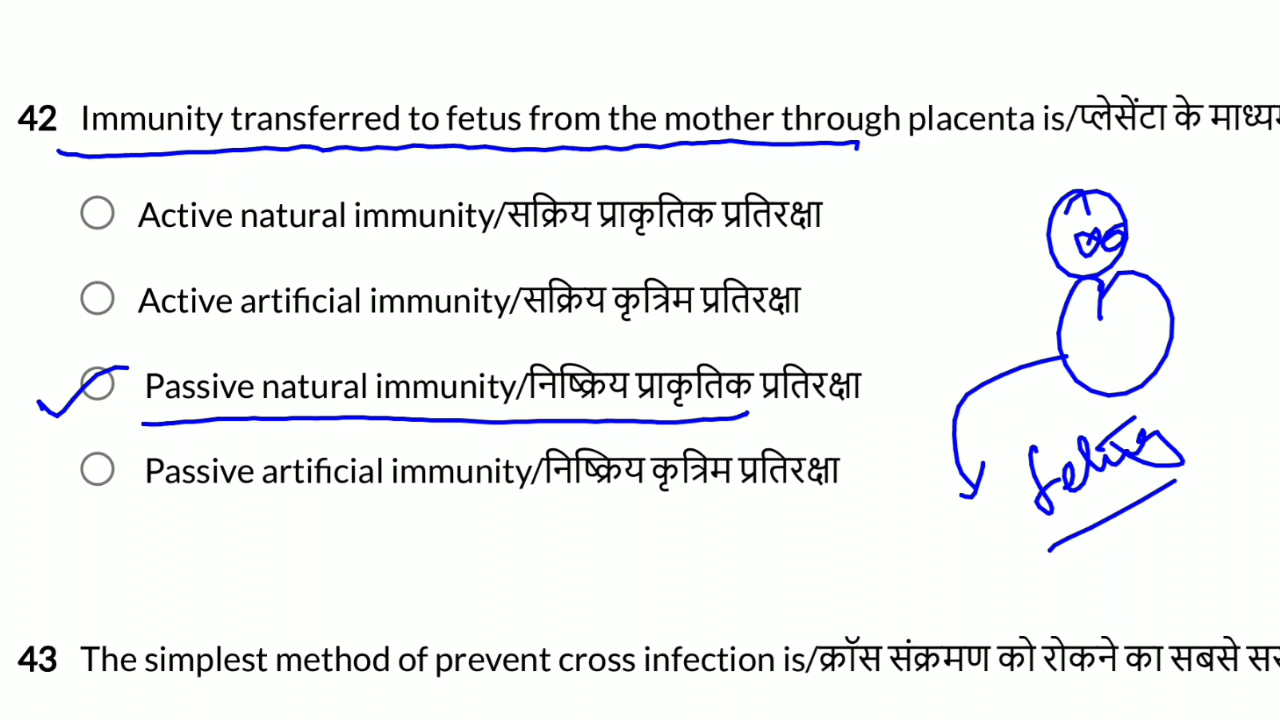 42 Immunity transferred to fetus from the mother through placenta is/प्लेसेंटा के माध्यम
Active natural immunity/सक्रिय प्राकृतिक प्रतिरक्षा
Active artificial immunity/सक्रिय कृत्रिम प्रतिरक्षा
Passive natural immunity/निष्क्रिय प्राकृतिक प्रतिरक्षा
Passive artificial immunity/निष्क्रिय कृत्रिम प्रतिरक्षा
43 The simplest method of prevent cross infection is/क्रॉस संक्रमण को रोकने का सबसे